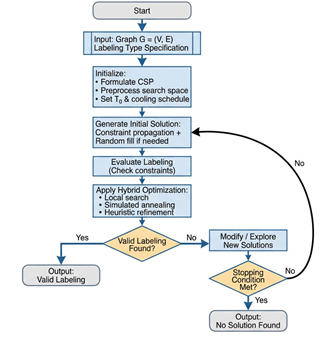 Start
Input: Graph G = (V, E)
Labeling Type Specification
Initialize:
• Formulate CSP
• Preprocess search space
• Set T₀ & cooling schedule
Generate Initial Solution:
Constraint propagation +
Random fill if needed
Evaluate Labeling
(Check constraints)
Apply Hybrid Optimization:
• Local search
• Simulated annealing
• Heuristic refinement
Valid Labeling
Found?
Yes
No
Output:
Valid Labeling
Modify / Explore
New Solutions
Stopping
Condition
Met?
No
No
Yes
Output:
No Solution Found